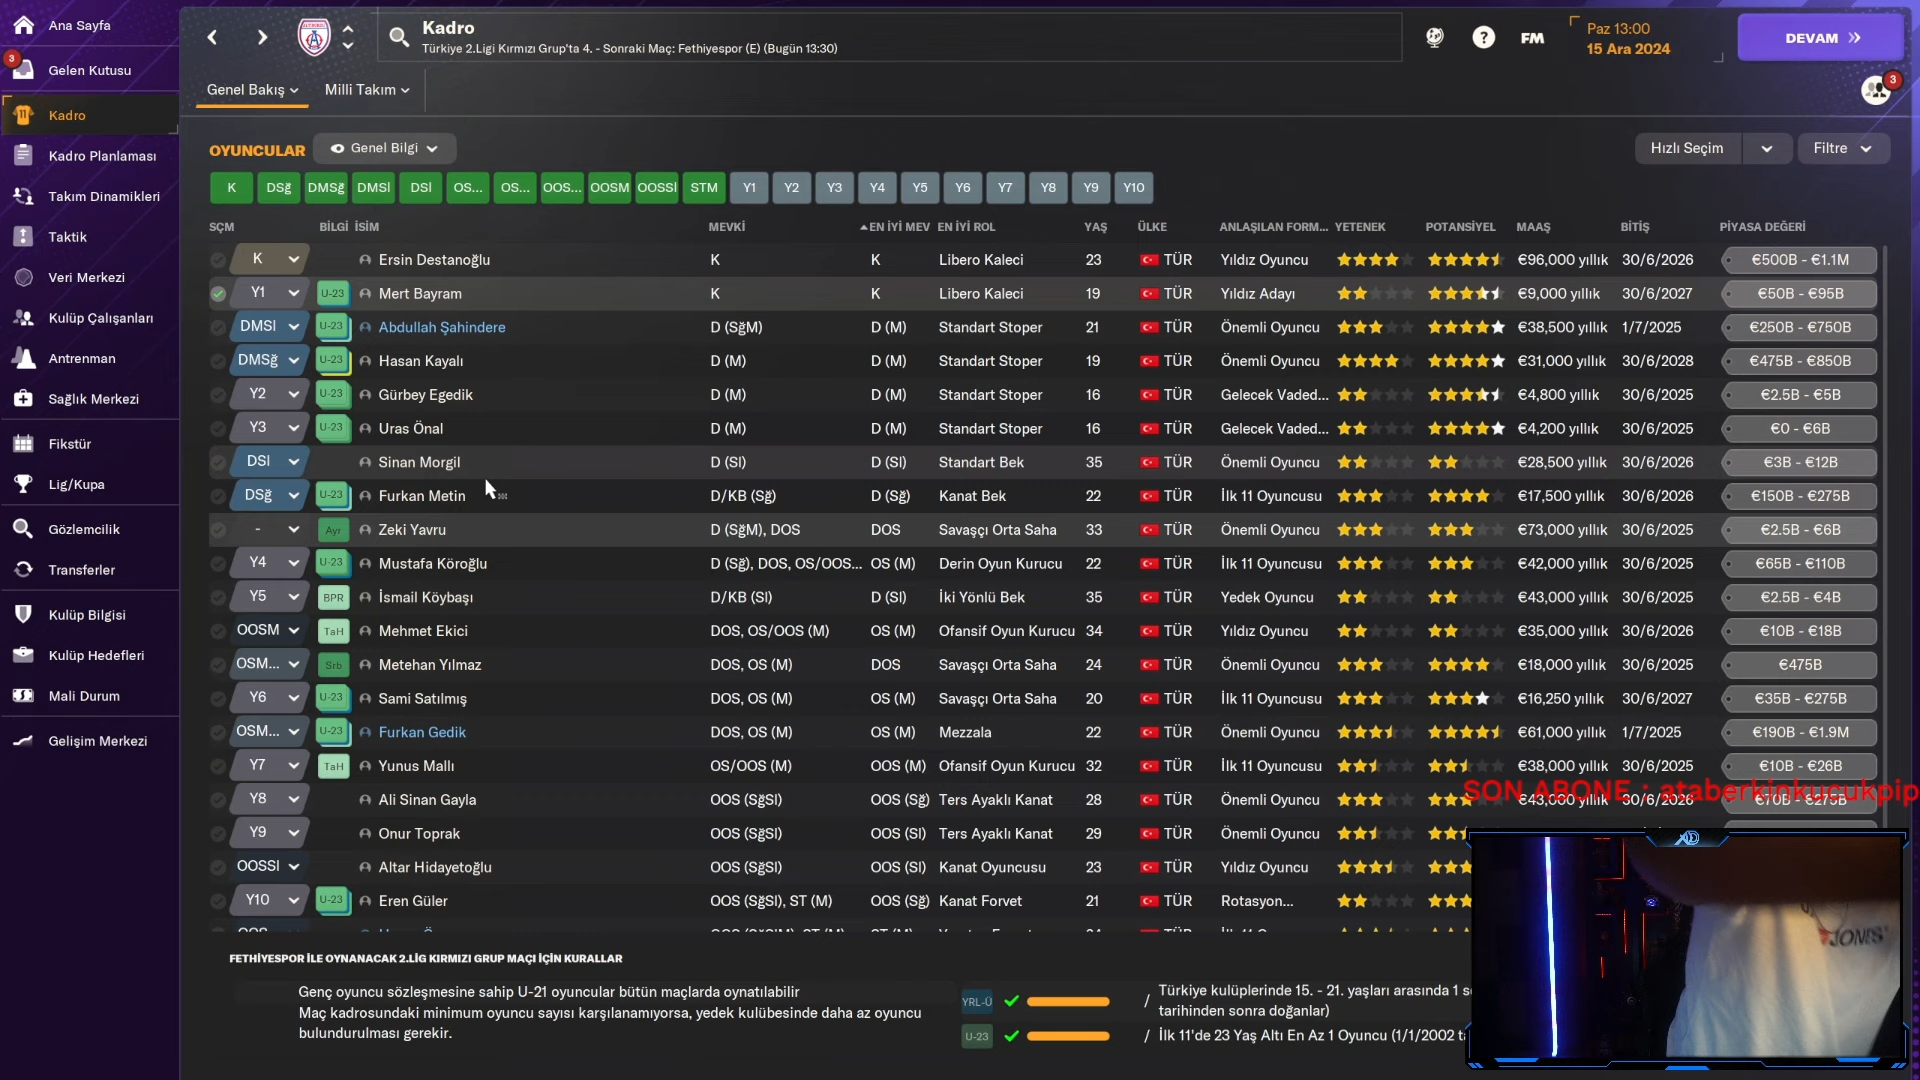 Ana Sayfa
3
Gelen Kutusu
Kadro
Kadro Planlaması
Takım Dinamikleri
Taktik
Veri Merkezi
Kulüp Çalışanları
Antrenman
Sağlık Merkezi
Fikstür
Lig/Kupa
Gözlemcilik
Transferler
Kulüp Bilgisi
Kulüp Hedefleri
Mali Durum
Gelişim Merkezi
Kadro
Türkiye 2.Ligi Kırmızı Grup'ta 4. - Sonraki Maç: Fethiyespor (E) (Bugün 13:30)
FM
Paz 13:00
15 Ara 2024
DEVAM
3
Genel Bakış Milli Takım
OYUNCULAR Genel Bilgi Hızlı Seçim Filtre
K DSğ DMSğ DMSl DSl OS... OS... OOS... OOSM OOSSl STM Y1 Y2 Y3 Y4 Y5 Y6 Y7 Y8 Y9 Y10
SÇM BİLGİ İSİM MEVKİ EN İYİ MEV EN İYİ ROL YAŞ ÜLKE ANLAŞILAN FORM... YETENEK POTANSİYEL MAAŞ BİTİŞ PİYASA DEĞERİ
K Ersin Destanoğlu K K Libero Kaleci 23 TÜR Yıldız Oyuncu €96,000 yıllık 30/6/2026 €500B - €1.1M
Y1 U-23 Mert Bayram K K Libero Kaleci 19 TÜR Yıldız Adayı €9,000 yıllık 30/6/2027 €50B - €95B
DMSl U-23 Abdullah Şahindere D (SğM) D (M) Standart Stoper 21 TÜR Önemli Oyuncu €38,500 yıllık 1/7/2025 €250B - €750B
DMSğ U-23 Hasan Kayalı D (M) D (M) Standart Stoper 19 TÜR Önemli Oyuncu €31,000 yıllık 30/6/2028 €475B - €850B
Y2 U-23 Gürbey Egedik D (M) D (M) Standart Stoper 16 TÜR Gelecek Vaded... €4,800 yıllık 30/6/2025 €2.5B - €5B
Y3 U-23 Uras Önal D (M) D (M) Standart Stoper 16 TÜR Gelecek Vaded... €4,200 yıllık 30/6/2025 €0 - €6B
DSl Sinan Morgil D (Sl) D (Sl) Standart Bek 35 TÜR Önemli Oyuncu €28,500 yıllık 30/6/2026 €3B - €12B
DSğ U-23 Furkan Metin D/KB (Sğ) D (Sğ) Kanat Bek 22 TÜR İlk 11 Oyuncusu €17,500 yıllık 30/6/2026 €150B - €275B
- Ayr Zeki Yavru D (SğM), DOS DOS Savaşçı Orta Saha 33 TÜR Önemli Oyuncu €73,000 yıllık 30/6/2025 €2.5B - €6B
Y4 U-23 Mustafa Köroğlu D (Sğ), DOS, OS/OOS... OS (M) Derin Oyun Kurucu 22 TÜR İlk 11 Oyuncusu €42,000 yıllık 30/6/2025 €65B - €110B
Y5 BPR İsmail Köybaşı D/KB (Sl) D (Sl) İki Yönlü Bek 35 TÜR Yedek Oyuncu €43,000 yıllık 30/6/2025 €2.5B - €4B
OOSM TaH Mehmet Ekici DOS, OS/OOS (M) OS (M) Ofansif Oyun Kurucu 34 TÜR Yıldız Oyuncu €35,000 yıllık 30/6/2026 €10B - €18B
OSM... Srb Metehan Yılmaz DOS, OS (M) DOS Savaşçı Orta Saha 24 TÜR Önemli Oyuncu €18,000 yıllık 30/6/2025 €475B
Y6 U-23 Sami Satılmış DOS, OS (M) OS (M) Savaşçı Orta Saha 20 TÜR İlk 11 Oyuncusu €16,250 yıllık 30/6/2027 €35B - €275B
OSM... U-23 Furkan Gedik DOS, OS (M) OS (M) Mezzala 22 TÜR Önemli Oyuncu €61,000 yıllık 1/7/2025 €190B - €1.9M
Y7 TaH Yunus Mallı OS/OOS (M) OOS (M) Ofansif Oyun Kurucu 32 TÜR İlk 11 Oyuncusu €38,000 yıllık 30/6/2025 €10B - €26B
Y8 Ali Sinan Gayla OOS (SğSl) OOS (Sğ) Ters Ayaklı Kanat 28 TÜR Önemli Oyuncu €43,000 yıllık 30/6/2026 €70B - €275B
SON ABONE : ataberkinkucukpip
Y9 Onur Toprak OOS (SğSl) OOS (Sl) Ters Ayaklı Kanat 29 TÜR Önemli Oyuncu
OOSSl Altar Hidayetoğlu OOS (SğSl) OOS (Sl) Kanat Oyuncusu 23 TÜR Yıldız Oyuncu
Y10 U-23 Eren Güler OOS (SğSl), ST (M) OOS (Sğ) Kanat Forvet 21 TÜR Rotasyon...
FETHİYESPOR İLE OYNANACAK 2.LİG KIRMIZI GRUP MAÇI İÇİN KURALLAR
Genç oyuncu sözleşmesine sahip U-21 oyuncular bütün maçlarda oynatılabilir
Maç kadrosundaki minimum oyuncu sayısı karşılanamıyorsa, yedek kulübesinde daha az oyuncu
bulundurulması gerekir.
YRL-Ü / Türkiye kulüplerinde 15. - 21. yaşları arasında 1 s
tarihinden sonra doğanlar)
U-23 / İlk 11'de 23 Yaş Altı En Az 1 Oyuncu (1/1/2002 t
JONES